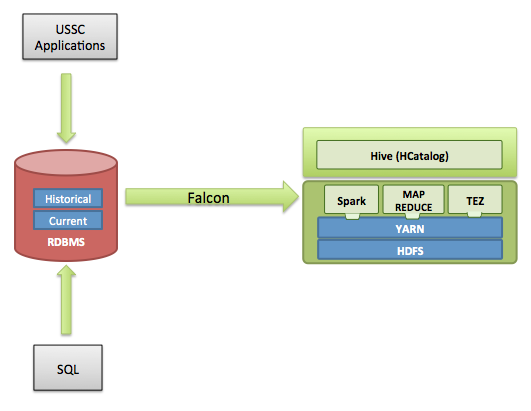 USSC
Applications
Historical
Current
RDBMS
SQL
Falcon
Hive (HCatalog)
Spark
MAP
REDUCE
TEZ
YARN
HDFS